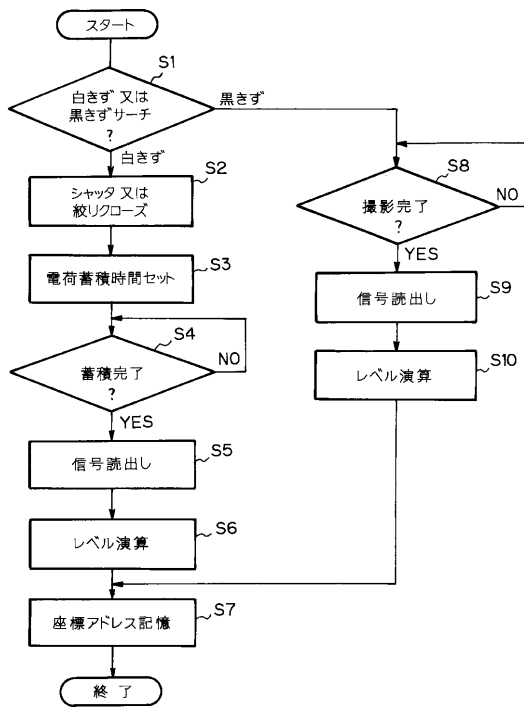 スタート
S1
白きず又は
黒きずサーチ
?
黒きず
白きず
S2
シャッタ又は
絞りクローズ
S3
電荷蓄積時間セット
S4
蓄積完了
?
NO
YES
S5
信号読出し
S6
レベル演算
S7
座標アドレス記憶
終了
S8
撮影完了
?
NO
YES
S9
信号読出し
S10
レベル演算